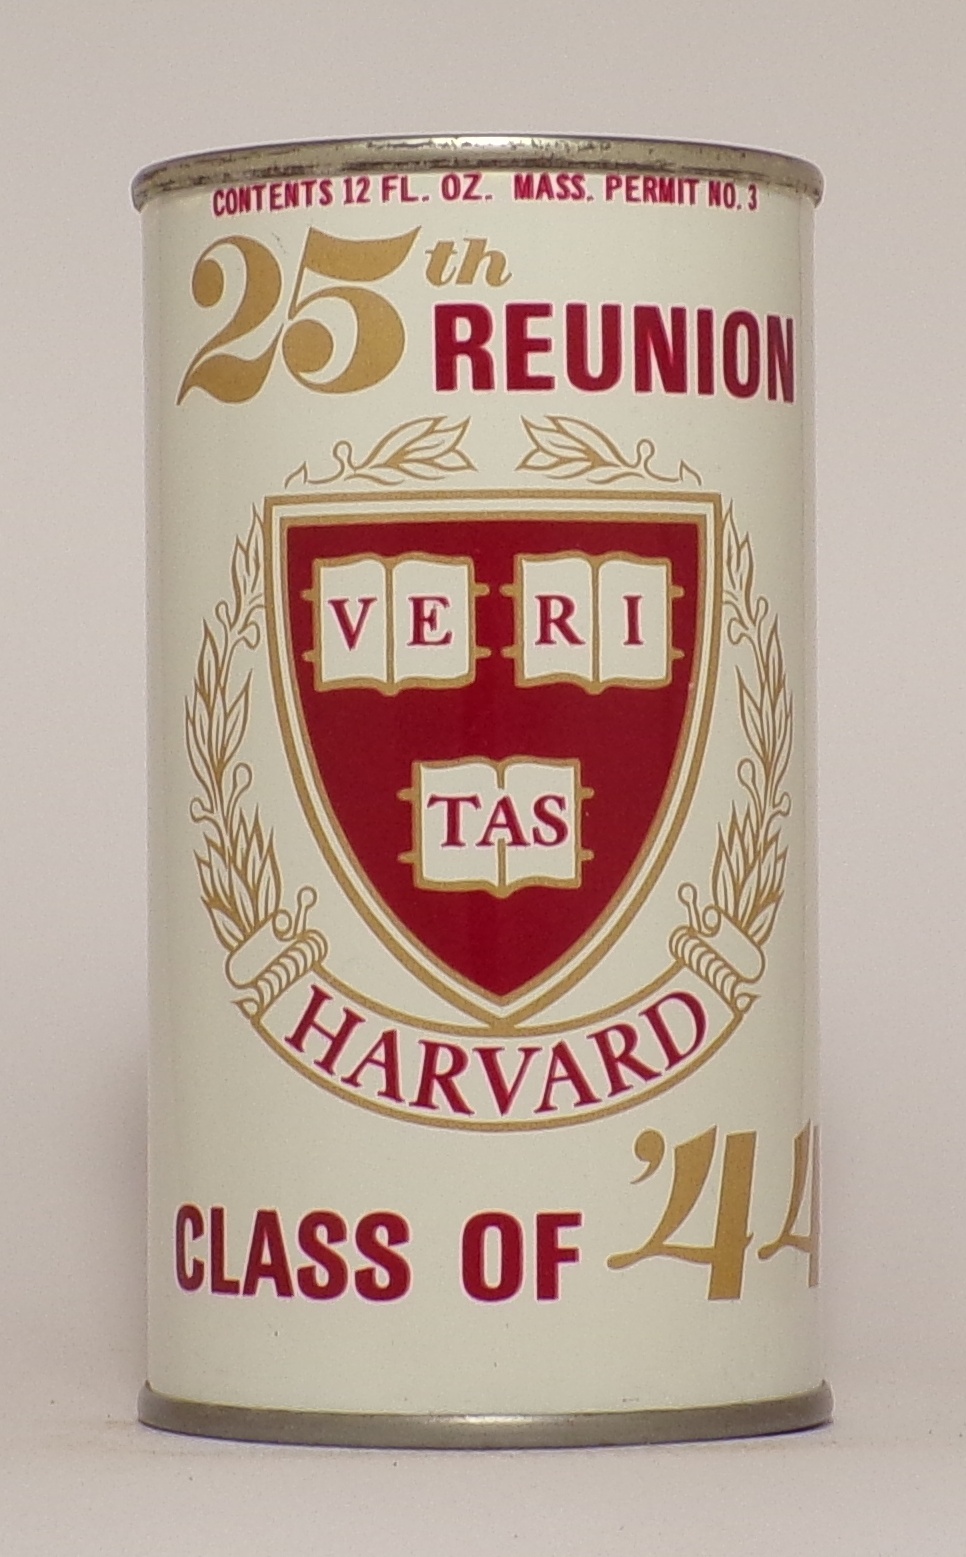 CONTENTS 12 FL. OZ. MASS. PERMIT NO. 3
25th
REUNION
VE RI
TAS
HARVARD
CLASS OF '44